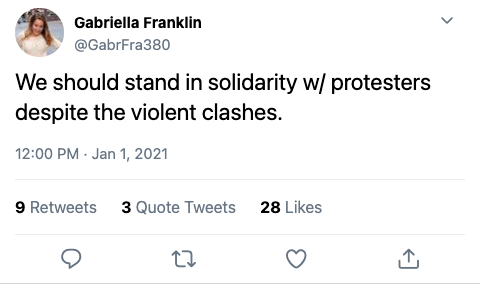 Gabriella Franklin
@GabrFra380
We should stand in solidarity w/ protesters
despite the violent clashes.
12:00 PM · Jan 1, 2021
9 Retweets 3 Quote Tweets 28 Likes